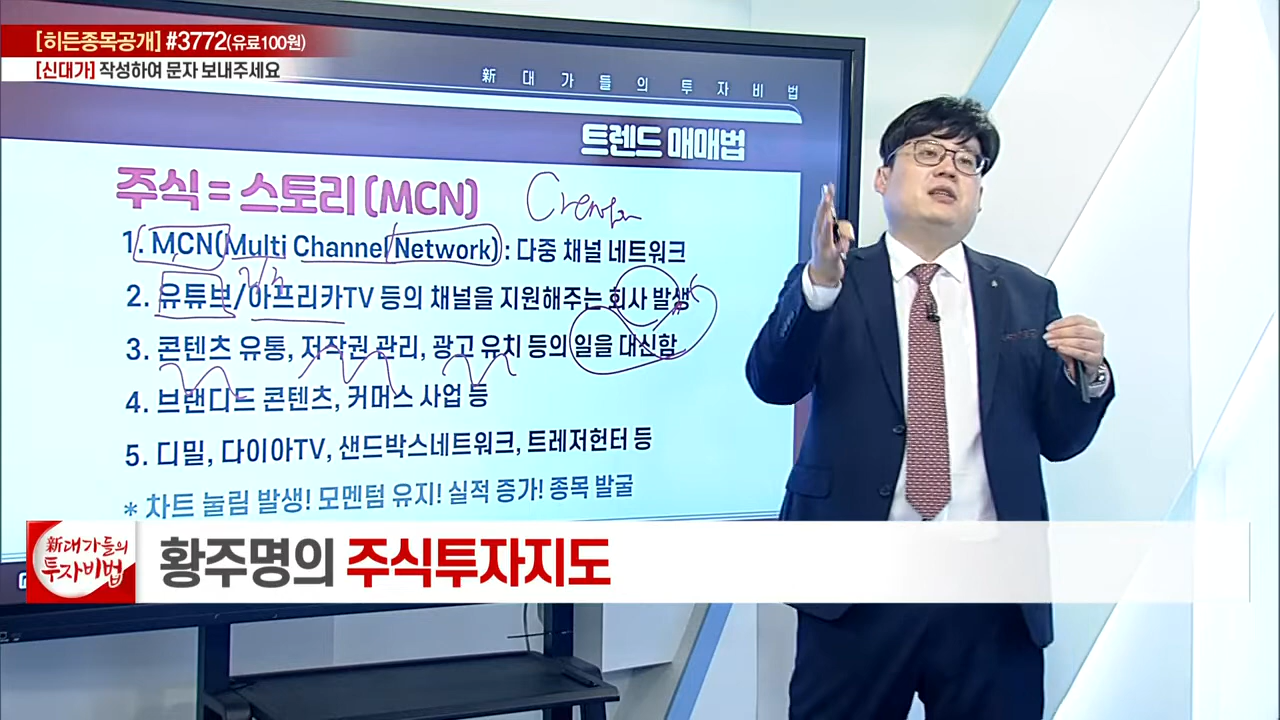 [히든종목공개] #3772(유료100원)
[신대가] 작성하여 문자 보내주세요
新 대 가 들 의 투 자 비 법
트렌드 매매법
주식 = 스토리 (MCN)
1. MCN(Multi Channel Network) : 다중 채널 네트워크
2. 유튜브/아프리카TV 등의 채널을 지원해주는 회사 발생
3. 콘텐츠 유통, 저작권 관리, 광고 유치 등의 일을 대신함
4. 브랜디드 콘텐츠, 커머스 사업 등
5. 디밀, 다이아TV, 샌드박스네트워크, 트레저헌터 등
* 차트 눌림 발생! 모멘텀 유지! 실적 증가! 종목 발굴
新대가들의
투자비법
황주명의 주식투자지도